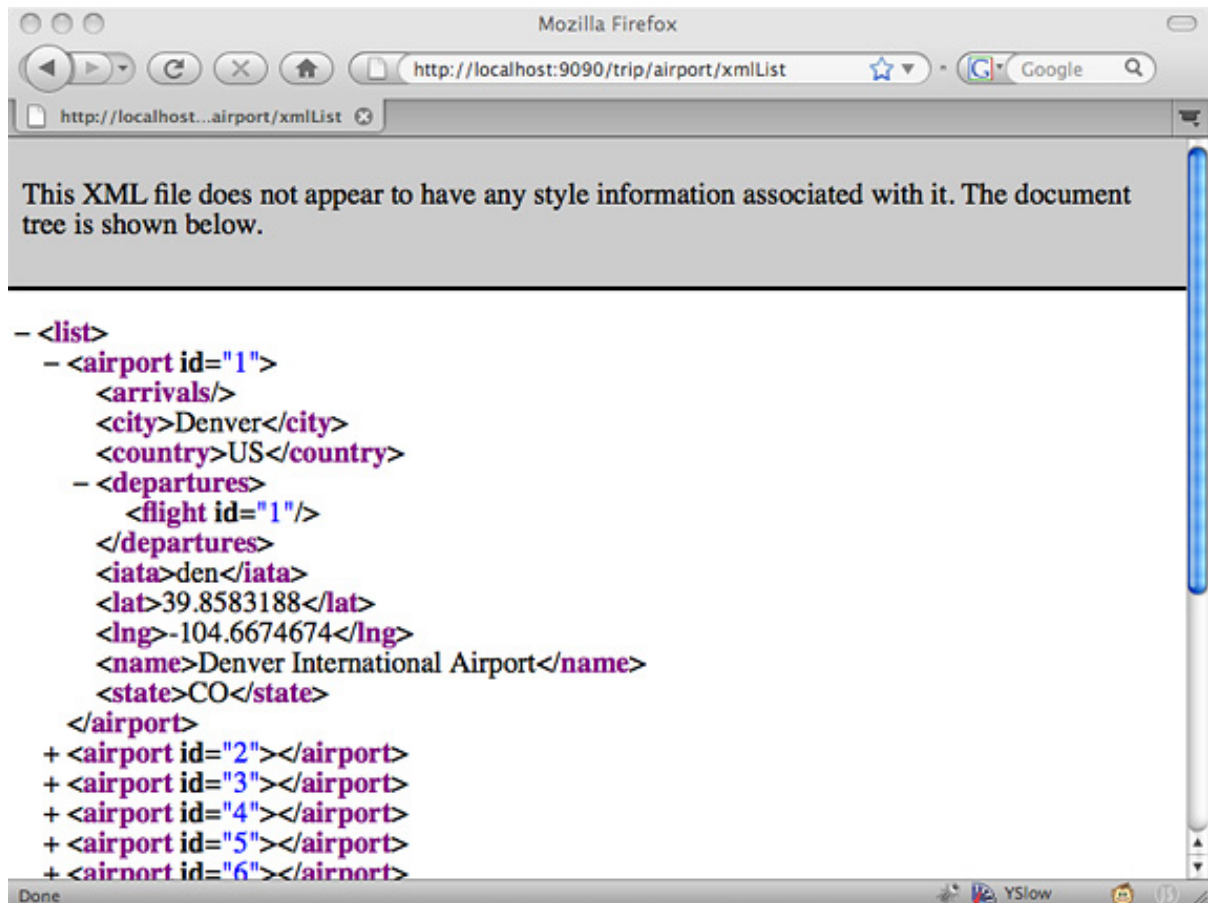 Mozilla Firefox
http://localhost:9090/trip/airport/xmlList
Google
http://localhost...airport/xmlList
This XML file does not appear to have any style information associated with it. The document
tree is shown below.
– <list>
– <airport id="1">
<arrivals/>
<city>Denver</city>
<country>US</country>
– <departures>
<flight id="1"/>
</departures>
<iata>den</iata>
<lat>39.8583188</lat>
<lng>-104.6674674</lng>
<name>Denver International Airport</name>
<state>CO</state>
</airport>
+ <airport id="2"></airport>
+ <airport id="3"></airport>
+ <airport id="4"></airport>
+ <airport id="5"></airport>
+ <airport id="6"></airport>
Done YSlow